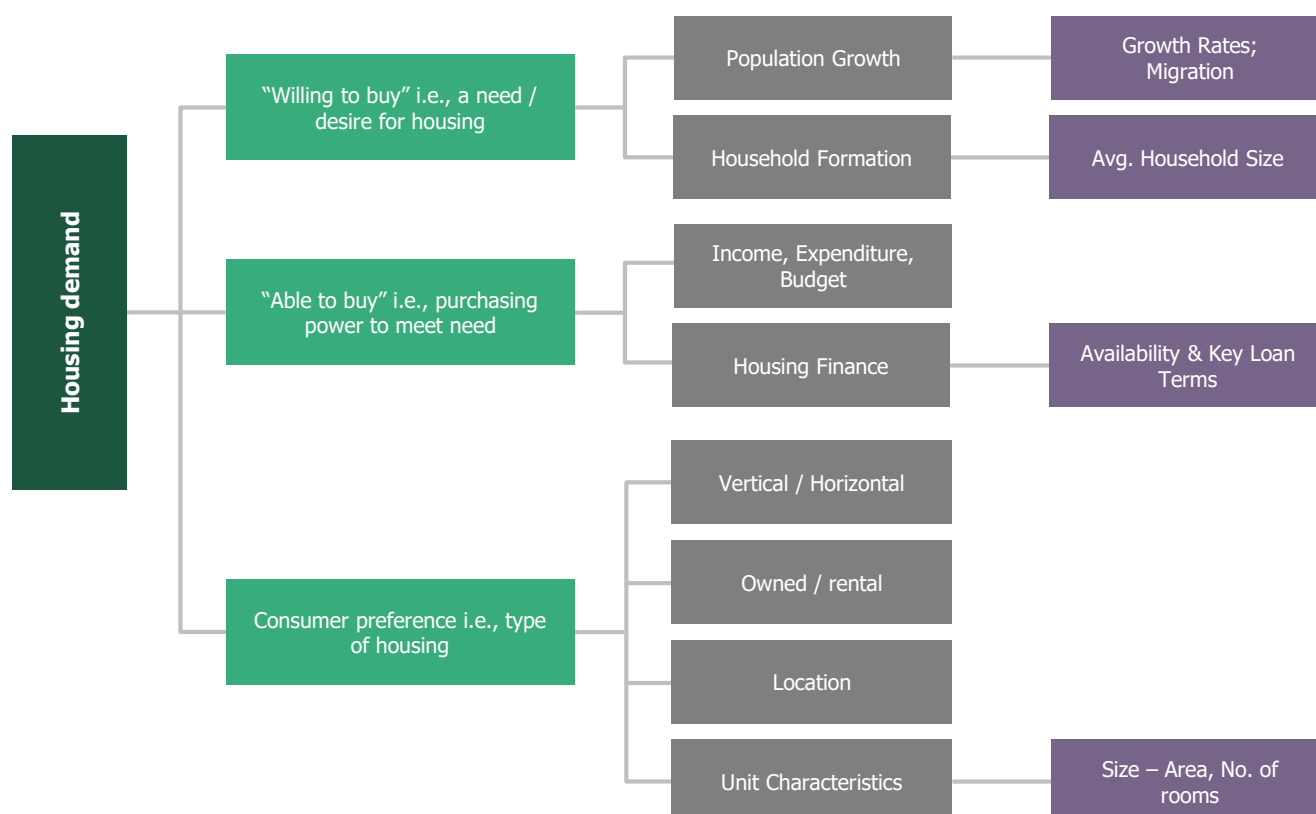 Housing demand
“Willing to buy” i.e., a need /
desire for housing
Population Growth
Growth Rates;
Migration
Household Formation
Avg. Household Size
“Able to buy” i.e., purchasing
power to meet need
Income, Expenditure,
Budget
Housing Finance
Availability & Key Loan
Terms
Consumer preference i.e., type
of housing
Vertical / Horizontal
Owned / rental
Location
Unit Characteristics
Size – Area, No. of
rooms